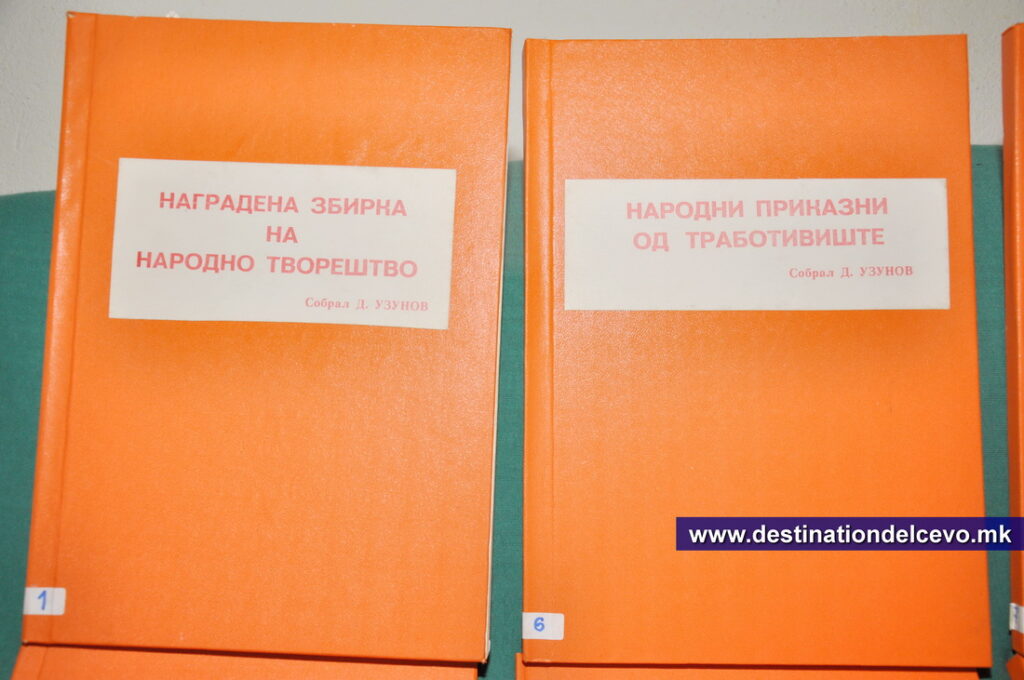 НАГРАДЕНА ЗБИРКА
НА
НАРОДНО ТВОРЕШТВО
Собрал Д. УЗУНОВ
1
НАРОДНИ ПРИКАЗНИ
ОД ТРАБОТИВИШТЕ
Собрал Д. УЗУНОВ
6
www.destinationdelcevo.mk